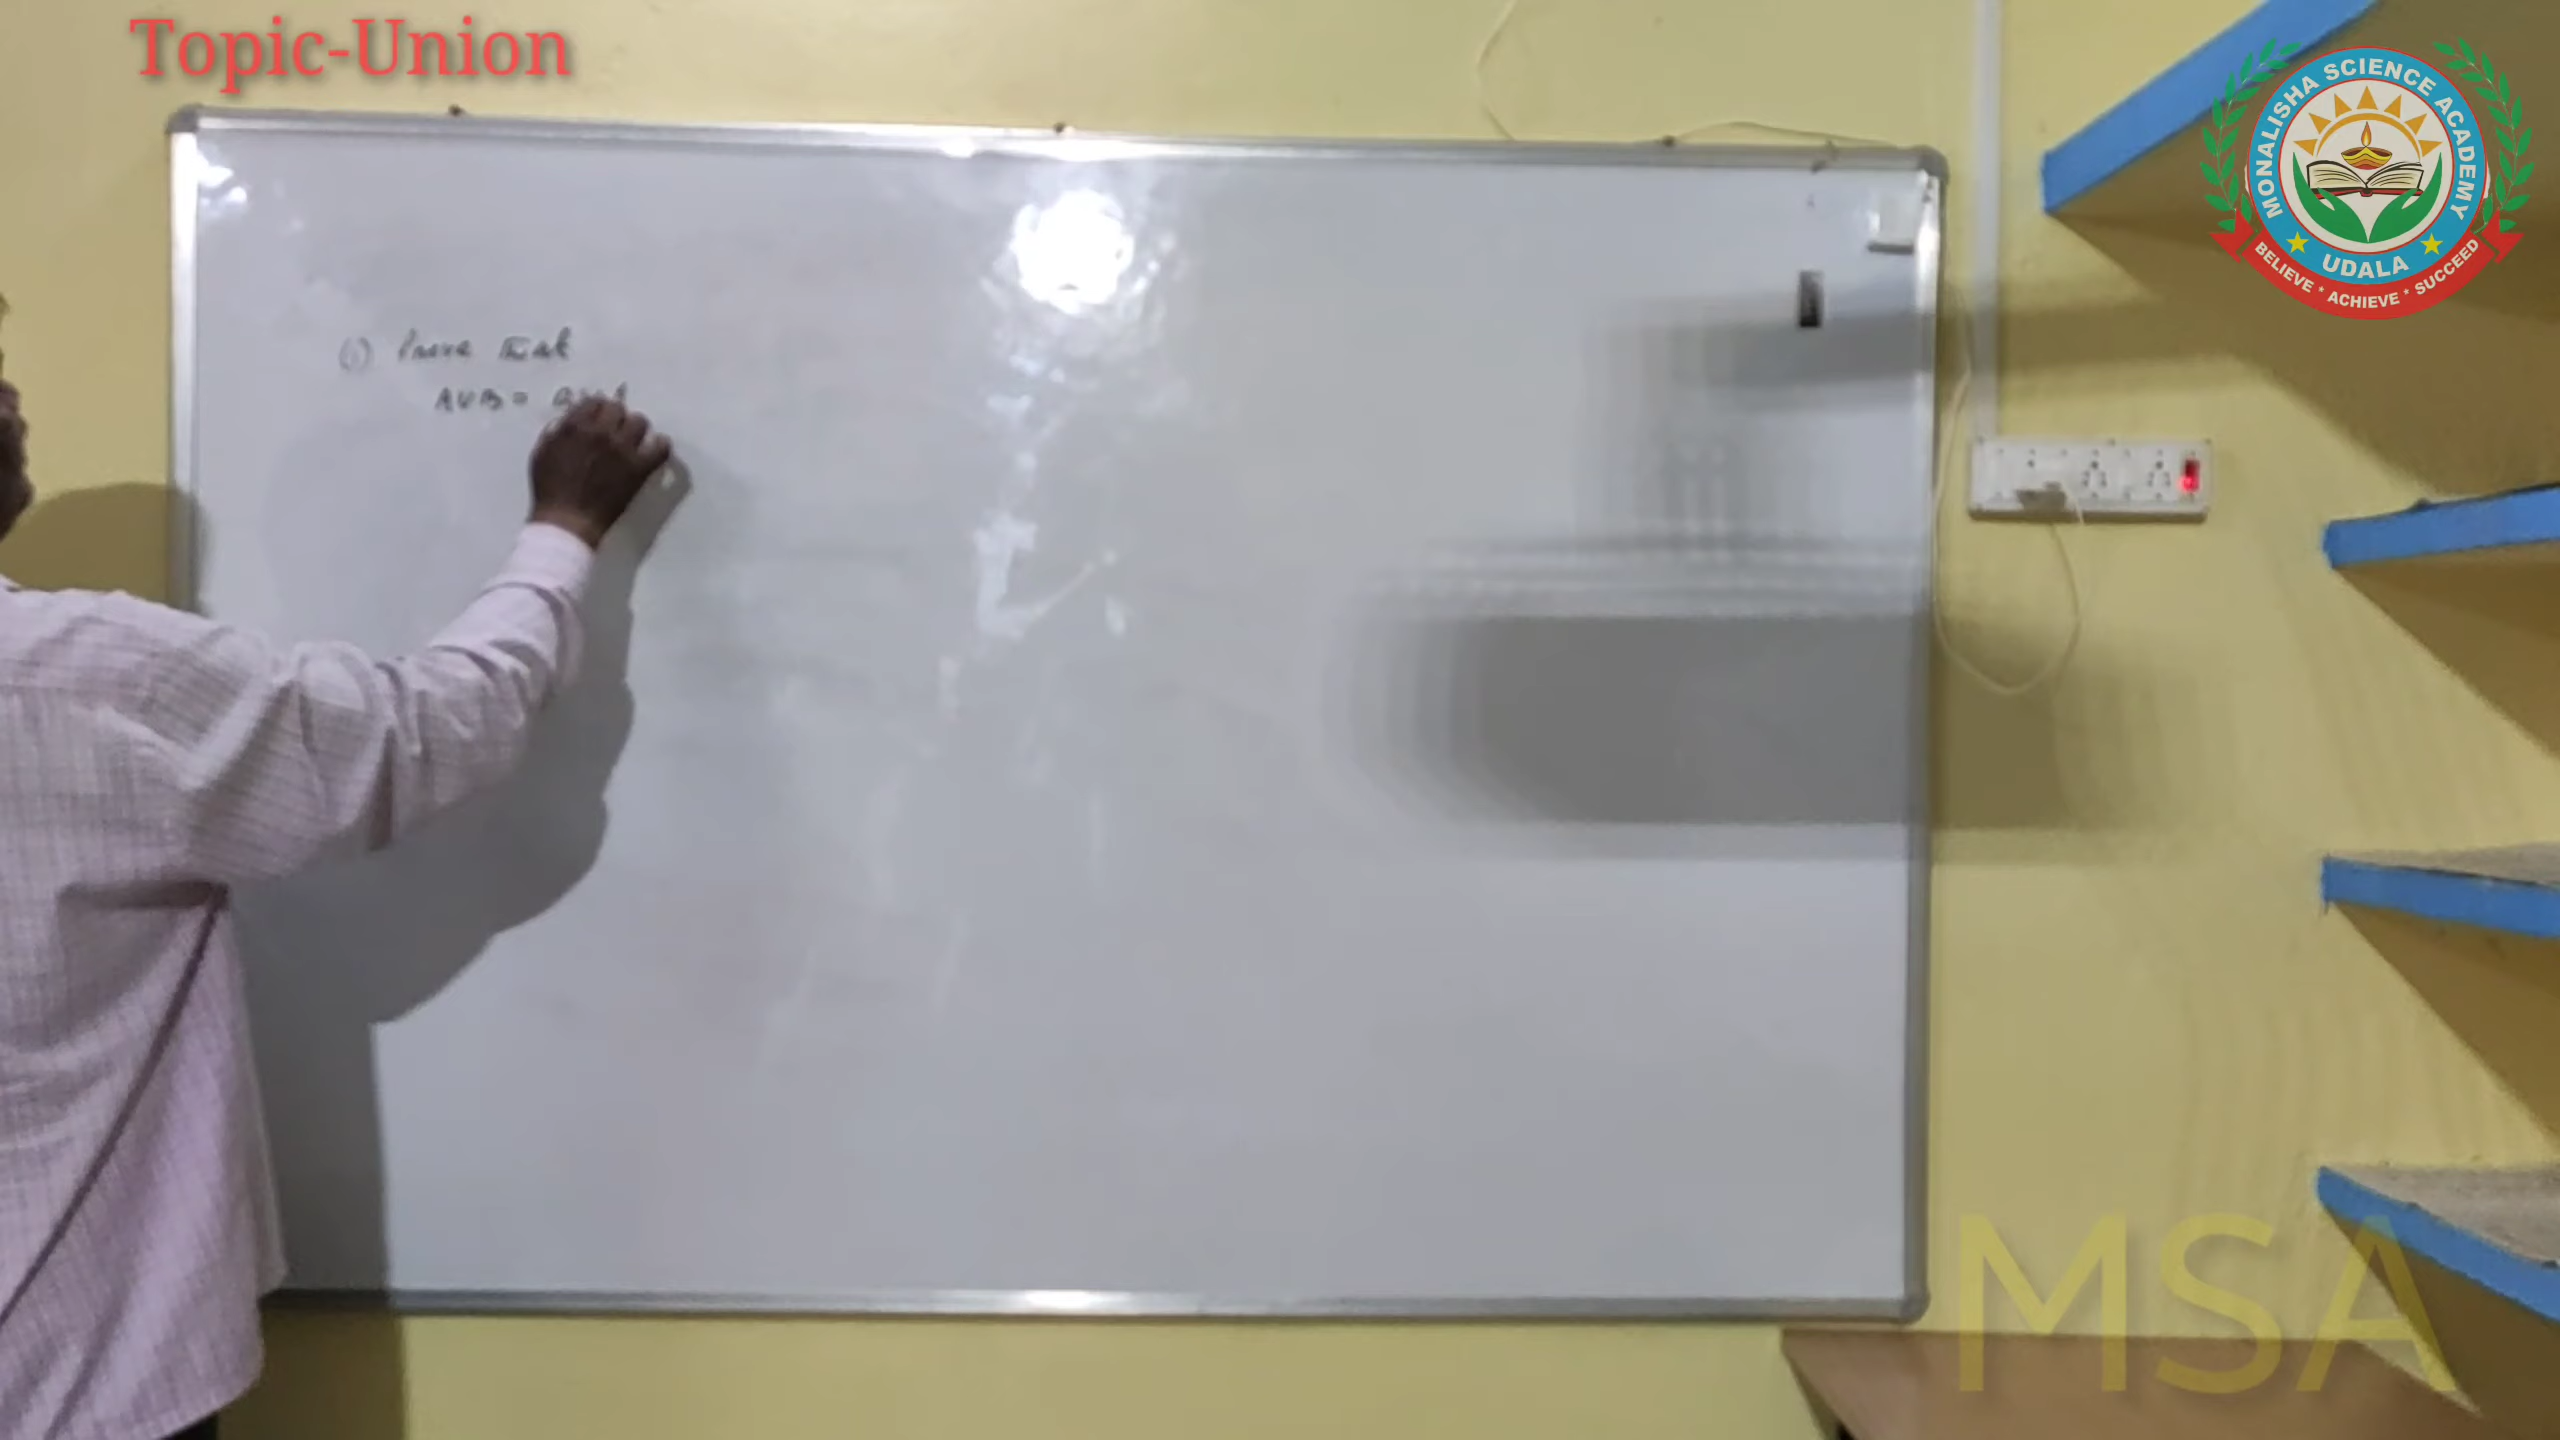 Topic-Union
MONALISHA SCIENCE ACADEMY
UDALA
BELIEVE * ACHIEVE * SUCCEED
(i) Prove that
A∪B = B∪A
MSA